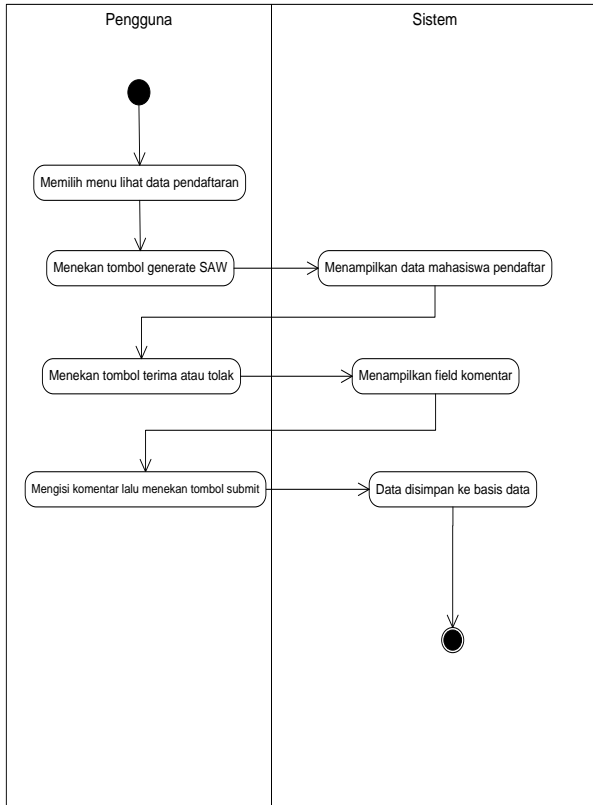 Pengguna
Sistem
Memilih menu lihat data pendaftaran
Menekan tombol generate SAW
Menampilkan data mahasiswa pendaftar
Menekan tombol terima atau tolak
Menampilkan field komentar
Mengisi komentar lalu menekan tombol submit
Data disimpan ke basis data